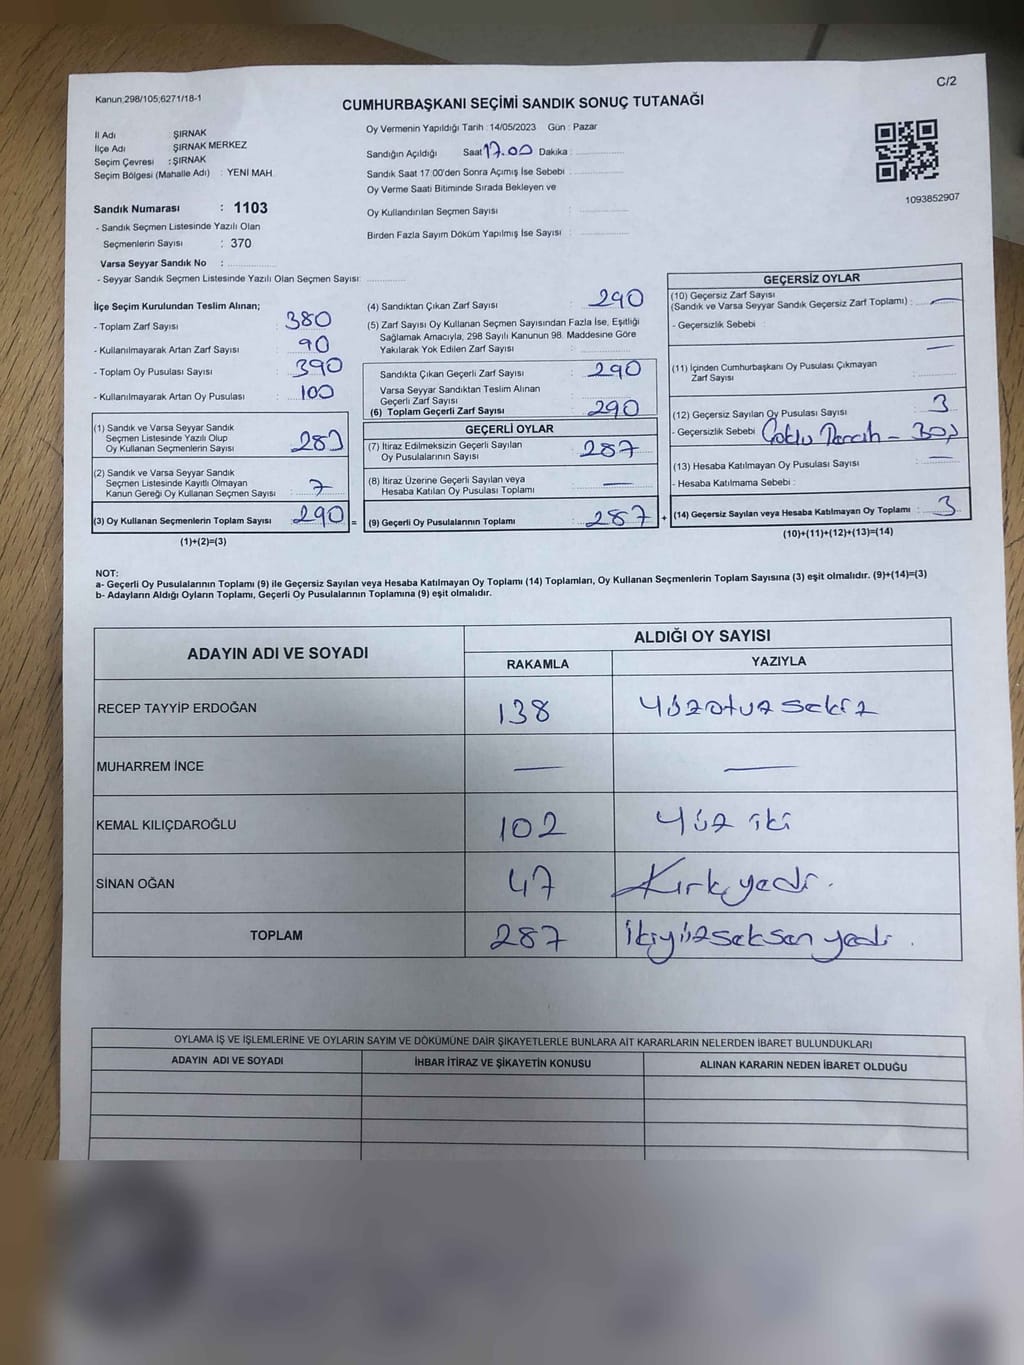 C/2
Kanun;298/105;6271/18-1
CUMHURBAŞKANI SEÇİMİ SANDIK SONUÇ TUTANAĞI
İl Adı ŞIRNAK
İlçe Adı ŞIRNAK MERKEZ
Seçim Çevresi : ŞIRNAK
Seçim Bölgesi (Mahalle Adı) : YENİ MAH
Sandık Numarası : 1103
- Sandık Seçmen Listesinde Yazılı Olan
Seçmenlerin Sayısı : 370
Varsa Seyyar Sandık No :
- Seyyar Sandık Seçmen Listesinde Yazılı Olan Seçmen Sayısı:
Oy Vermenin Yapıldığı Tarih : 14/05/2023 Gün : Pazar
Sandığın Açıldığı Saat 17.00 Dakika :
Sandık Saat 17:00'den Sonra Açımış İse Sebebi :
Oy Verme Saati Bitiminde Sırada Bekleyen ve
Oy Kullandırılan Seçmen Sayısı :
Birden Fazla Sayım Döküm Yapılmış İse Sayısı :
1093852907
İlçe Seçim Kurulundan Teslim Alınan;
- Toplam Zarf Sayısı 380
- Kullanılmayarak Artan Zarf Sayısı 90
- Toplam Oy Pusulası Sayısı 390
- Kullanılmayarak Artan Oy Pusulası 100
(1) Sandık ve Varsa Seyyar Sandık
Seçmen Listesinde Yazılı Olup
Oy Kullanan Seçmenlerin Sayısı 283
(2) Sandık ve Varsa Seyyar Sandık
Seçmen Listesinde Kayıtlı Olmayan
Kanun Gereği Oy Kullanan Seçmen Sayısı : 7
(3) Oy Kullanan Seçmenlerin Toplam Sayısı : 290 =
(1)+(2)=(3)
(4) Sandıktan Çıkan Zarf Sayısı : 290
(5) Zarf Sayısı Oy Kullanan Seçmen Sayısından Fazla İse, Eşitliği
Sağlamak Amacıyla, 298 Sayılı Kanunun 98. Maddesine Göre
Yakılarak Yok Edilen Zarf Sayısı :
Sandıkta Çıkan Geçerli Zarf Sayısı : 290
Varsa Seyyar Sandıktan Teslim Alınan
Geçerli Zarf Sayısı :
(6) Toplam Geçerli Zarf Sayısı : 290
GEÇERLİ OYLAR
(7) İtiraz Edilmeksizin Geçerli Sayılan
Oy Pusulalarının Sayısı : 287
(8) İtiraz Üzerine Geçerli Sayılan veya
Hesaba Katılan Oy Pusulası Toplamı : —
(9) Geçerli Oy Pusulalarının Toplamı : 287 +
GEÇERSİZ OYLAR
(10) Geçersiz Zarf Sayısı
(Sandık ve Varsa Seyyar Sandık Geçersiz Zarf Toplamı) : —
- Geçersizlik Sebebi :
—
(11) İçinden Cumhurbaşkanı Oy Pusulası Çıkmayan
Zarf Sayısı :
(12) Geçersiz Sayılan Oy Pusulası Sayısı : 3
- Geçersizlik Sebebi Çoklu Tercih -
(13) Hesaba Katılmayan Oy Pusulası Sayısı : —
- Hesaba Katılmama Sebebi :
(14) Geçersiz Sayılan veya Hesaba Katılmayan Oy Toplamı : 3
(10)+(11)+(12)+(13)=(14)
NOT:
a- Geçerli Oy Pusulalarının Toplamı (9) ile Geçersiz Sayılan veya Hesaba Katılmayan Oy Toplamı (14) Toplamları, Oy Kullanan Seçmenlerin Toplam Sayısına (3) eşit olmalıdır. (9)+(14)=(3)
b- Adayların Aldığı Oyların Toplamı, Geçerli Oy Pusulalarının Toplamına (9) eşit olmalıdır.
ADAYIN ADI VE SOYADI
ALDIĞI OY SAYISI
RAKAMLA YAZIYLA
RECEP TAYYİP ERDOĞAN 138 Yüzotuz sekiz
MUHARREM İNCE — —
KEMAL KILIÇDAROĞLU 102 Yüz iki
SİNAN OĞAN 47 Kırk yedi.
TOPLAM 287 ikiyüzseksen yedi.
OYLAMA İŞ VE İŞLEMLERİNE VE OYLARIN SAYIM VE DÖKÜMÜNE DAİR ŞİKAYETLERLE BUNLARA AİT KARARLARIN NELERDEN İBARET BULUNDUKLARI
ADAYIN ADI VE SOYADI İHBAR İTİRAZ VE ŞİKAYETİN KONUSU ALINAN KARARIN NEDEN İBARET OLDUĞU